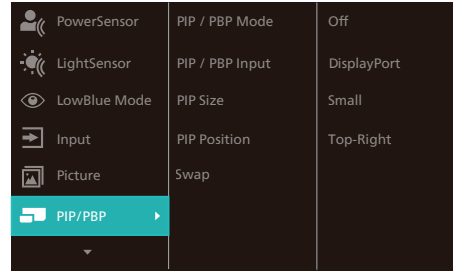 PowerSensor
PIP / PBP Mode
Off
LightSensor
PIP / PBP Input
DisplayPort
LowBlue Mode
PIP Size
Small
Input
PIP Position
Top-Right
Picture
Swap
PIP/PBP